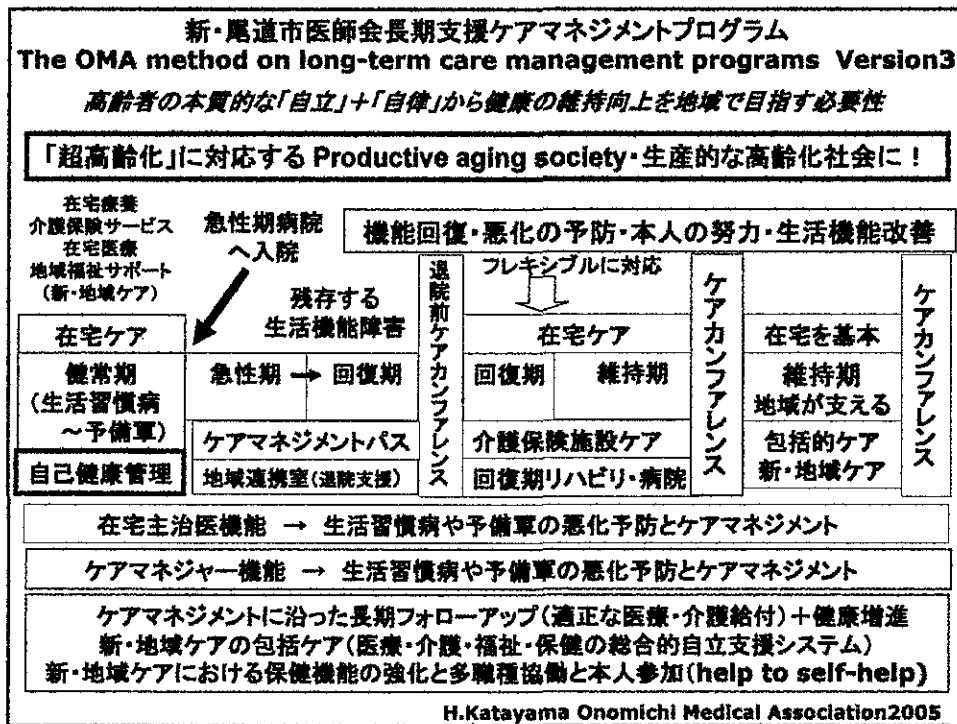 新・尾道市医師会長期支援ケアマネジメントプログラム
The OMA method on long-term care management programs Version3
高齢者の本質的な「自立」+「自律」から健康の維持向上を地域で目指す必要性
「超高齢化」に対応する Productive aging society・生産的な高齢化社会に！
在宅療養
介護保険サービス
在宅医療
地域福祉サポート
(新・地域ケア)
急性期病院
へ入院
機能回復・悪化の予防・本人の努力・生活機能改善
残存する
生活機能障害
退院前ケアカンファレンス
フレキシブルに対応
ケアカンファレンス
ケアカンファレンス
在宅ケア
在宅ケア
在宅を基本
健常期
(生活習慣病
～予備軍)
急性期 → 回復期
回復期
維持期
維持期
地域が支える
ケアマネジメントパス
介護保険施設ケア
包括的ケア
新・地域ケア
自己健康管理
地域連携室(退院支援)
回復期リハビリ・病院
在宅主治医機能 → 生活習慣病や予備軍の悪化予防とケアマネジメント
ケアマネジャー機能 → 生活習慣病や予備軍の悪化予防とケアマネジメント
ケアマネジメントに沿った長期フォローアップ(適正な医療・介護給付)+健康増進
新・地域ケアの包括ケア(医療・介護・福祉・保健の総合的自立支援システム)
新・地域ケアにおける保健機能の強化と多職種協働と本人参加(help to self-help)
H.Katayama Onomichi Medical Association2005